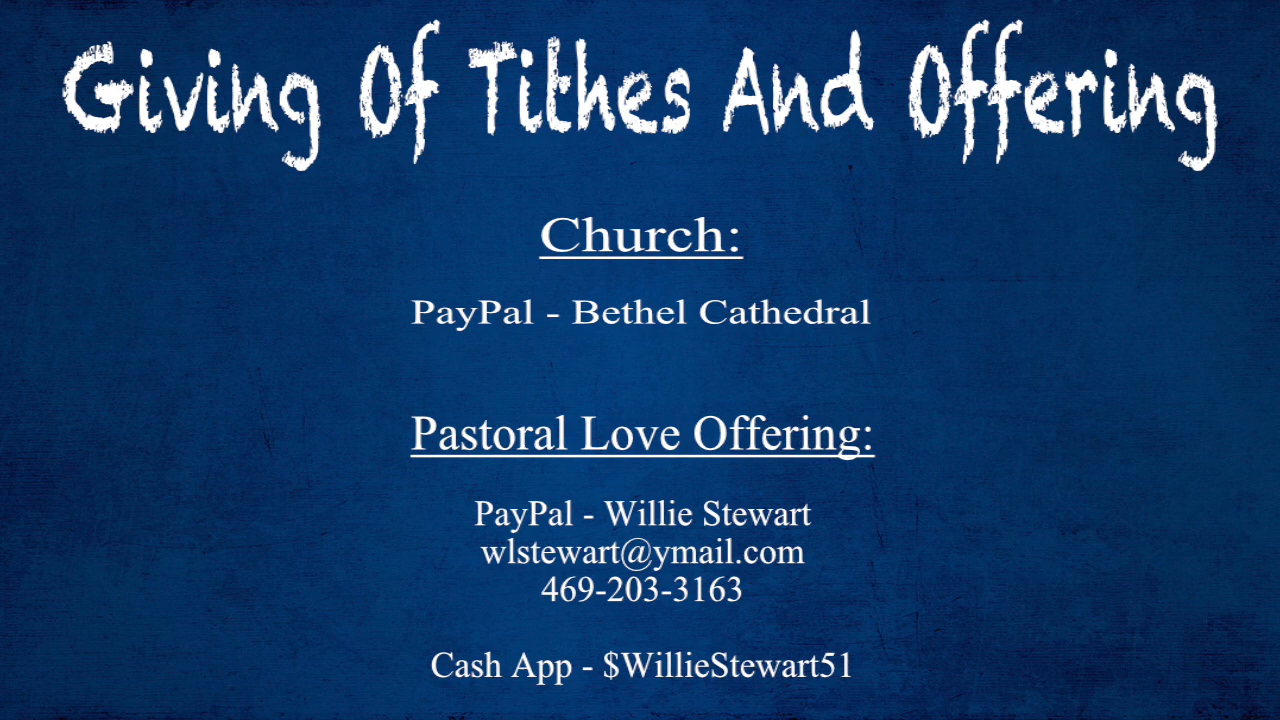 Giving Of Tithes And Offering
Church:
PayPal - Bethel Cathedral
Pastoral Love Offering:
PayPal - Willie Stewart
wlstewart@ymail.com
469-203-3163
Cash App - $WillieStewart51